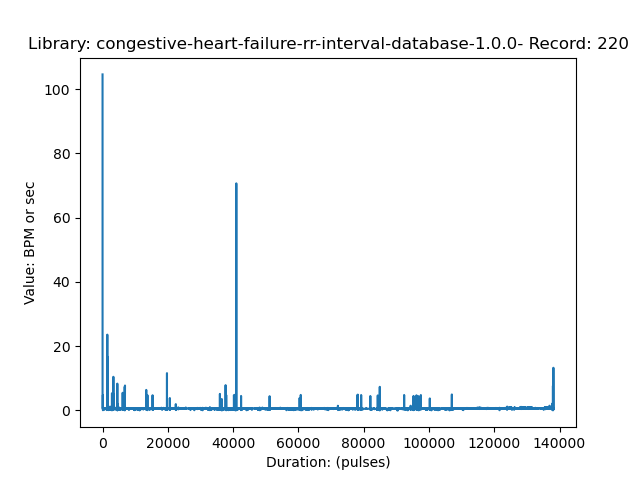 Library: congestive-heart-failure-rr-interval-database-1.0.0- Record: 220
100
80
60
40
20
0
Value: BPM or sec
0 20000 40000 60000 80000 100000 120000 140000
Duration: (pulses)